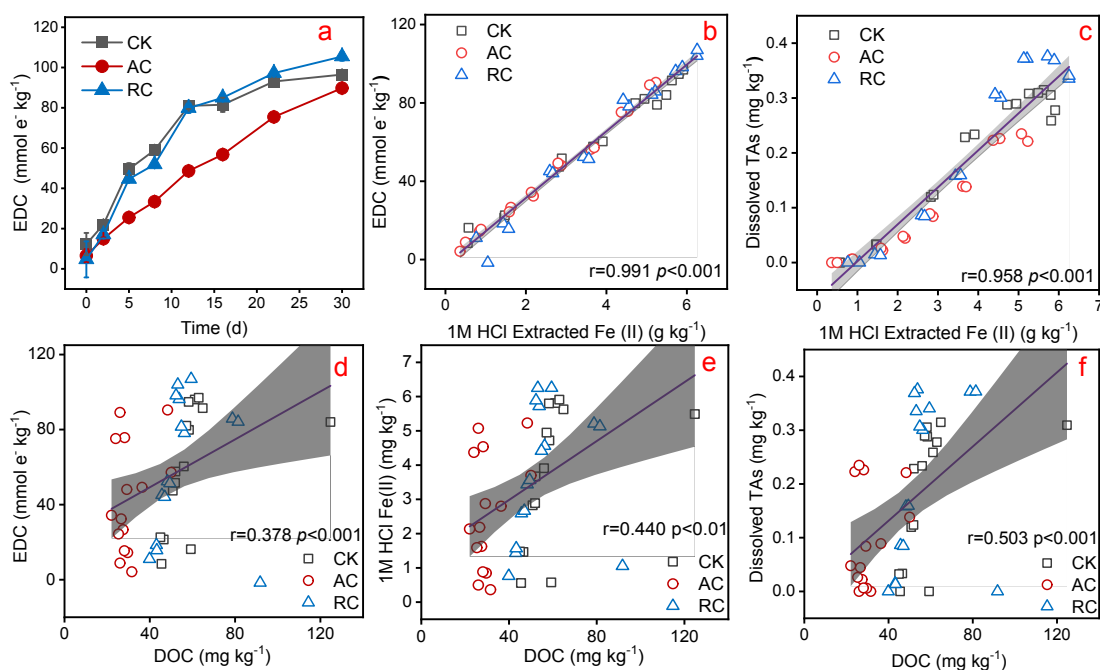 a
CK
AC
RC
EDC (mmol e⁻ kg⁻¹)
120
100
80
60
40
20
0
0 5 10 15 20 25 30
Time (d)
b
CK
AC
RC
EDC (mmol e⁻ kg⁻¹)
120
80
40
0
r=0.991 p<0.001
0 2 4 6
1M HCl Extracted Fe (II) (g kg⁻¹)
c
CK
AC
RC
Dissolved TAs (mg kg⁻¹)
0.4
0.3
0.2
0.1
0.0
r=0.958 p<0.001
0 1 2 3 4 5 6 7
1M HCl Extracted Fe (II) (g kg⁻¹)
d
EDC (mmol e⁻ kg⁻¹)
120
80
40
0
r=0.378 p<0.001
CK
AC
RC
0 40 80 120
DOC (mg kg⁻¹)
e
1M HCl Fe(II) (mg kg⁻¹)
7
6
5
4
3
2
1
0
r=0.440 p<0.01
CK
AC
RC
0 40 80 120
DOC (mg kg⁻¹)
f
Dissolved TAs (mg kg⁻¹)
0.4
0.3
0.2
0.1
0.0
r=0.503 p<0.001
CK
AC
RC
0 40 80 120
DOC (mg kg⁻¹)